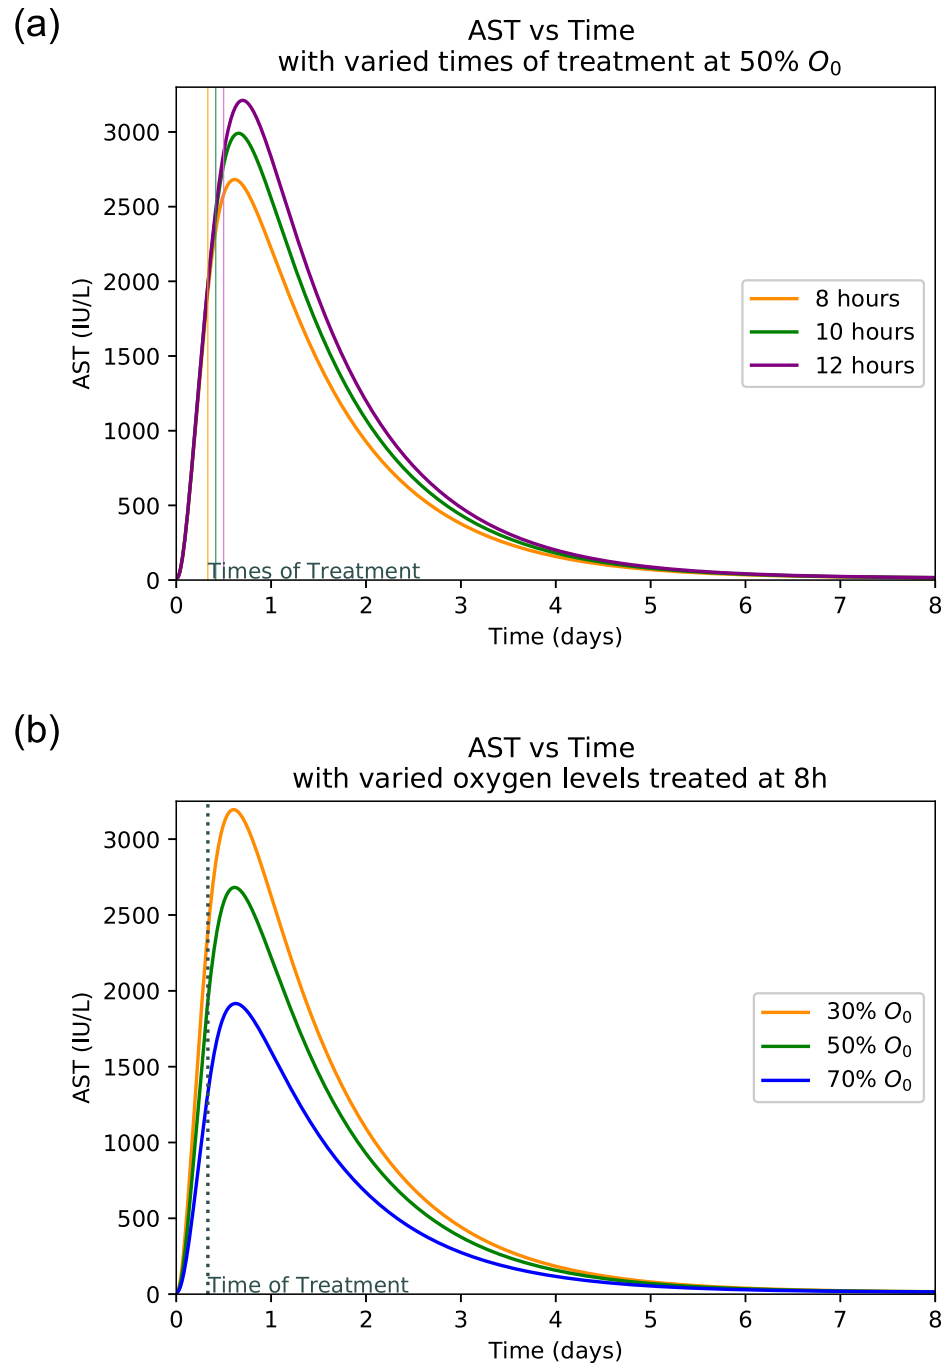 (a)
AST vs Time
with varied times of treatment at 50% O₀
3000
2500
2000
1500
1000
500
0
AST (IU/L)
8 hours
10 hours
12 hours
Times of Treatment
0 1 2 3 4 5 6 7 8
Time (days)
(b)
AST vs Time
with varied oxygen levels treated at 8h
3000
2500
2000
1500
1000
500
0
AST (IU/L)
30% O₀
50% O₀
70% O₀
Time of Treatment
0 1 2 3 4 5 6 7 8
Time (days)